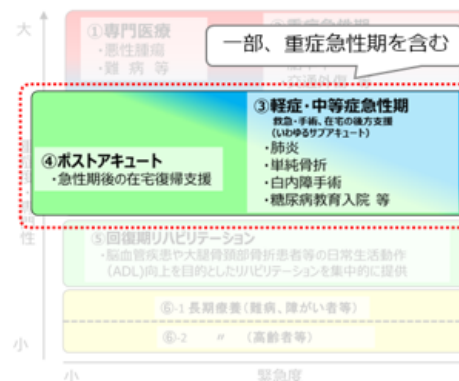 大
①専門医療
・悪性腫瘍
・難 病 等
一部、重症急性期を含む
③軽症・中等症急性期
救急・手術、在宅の後方支援
(いわゆるサブアキュート)
・肺炎
・単純骨折
・白内障手術
・糖尿病教育入院 等
④ポストアキュート
・急性期後の在宅復帰支援
性
⑤回復期リハビリテーション
・脳血管疾患や大腿骨頸部骨折患者等の日常生活動作
(ADL)向上を目的としたリハビリテーションを集中的に提供
⑥-1 長期療養(難病、障がい者等)
⑥-2 〃 (高齢者等)
小
小 緊急度